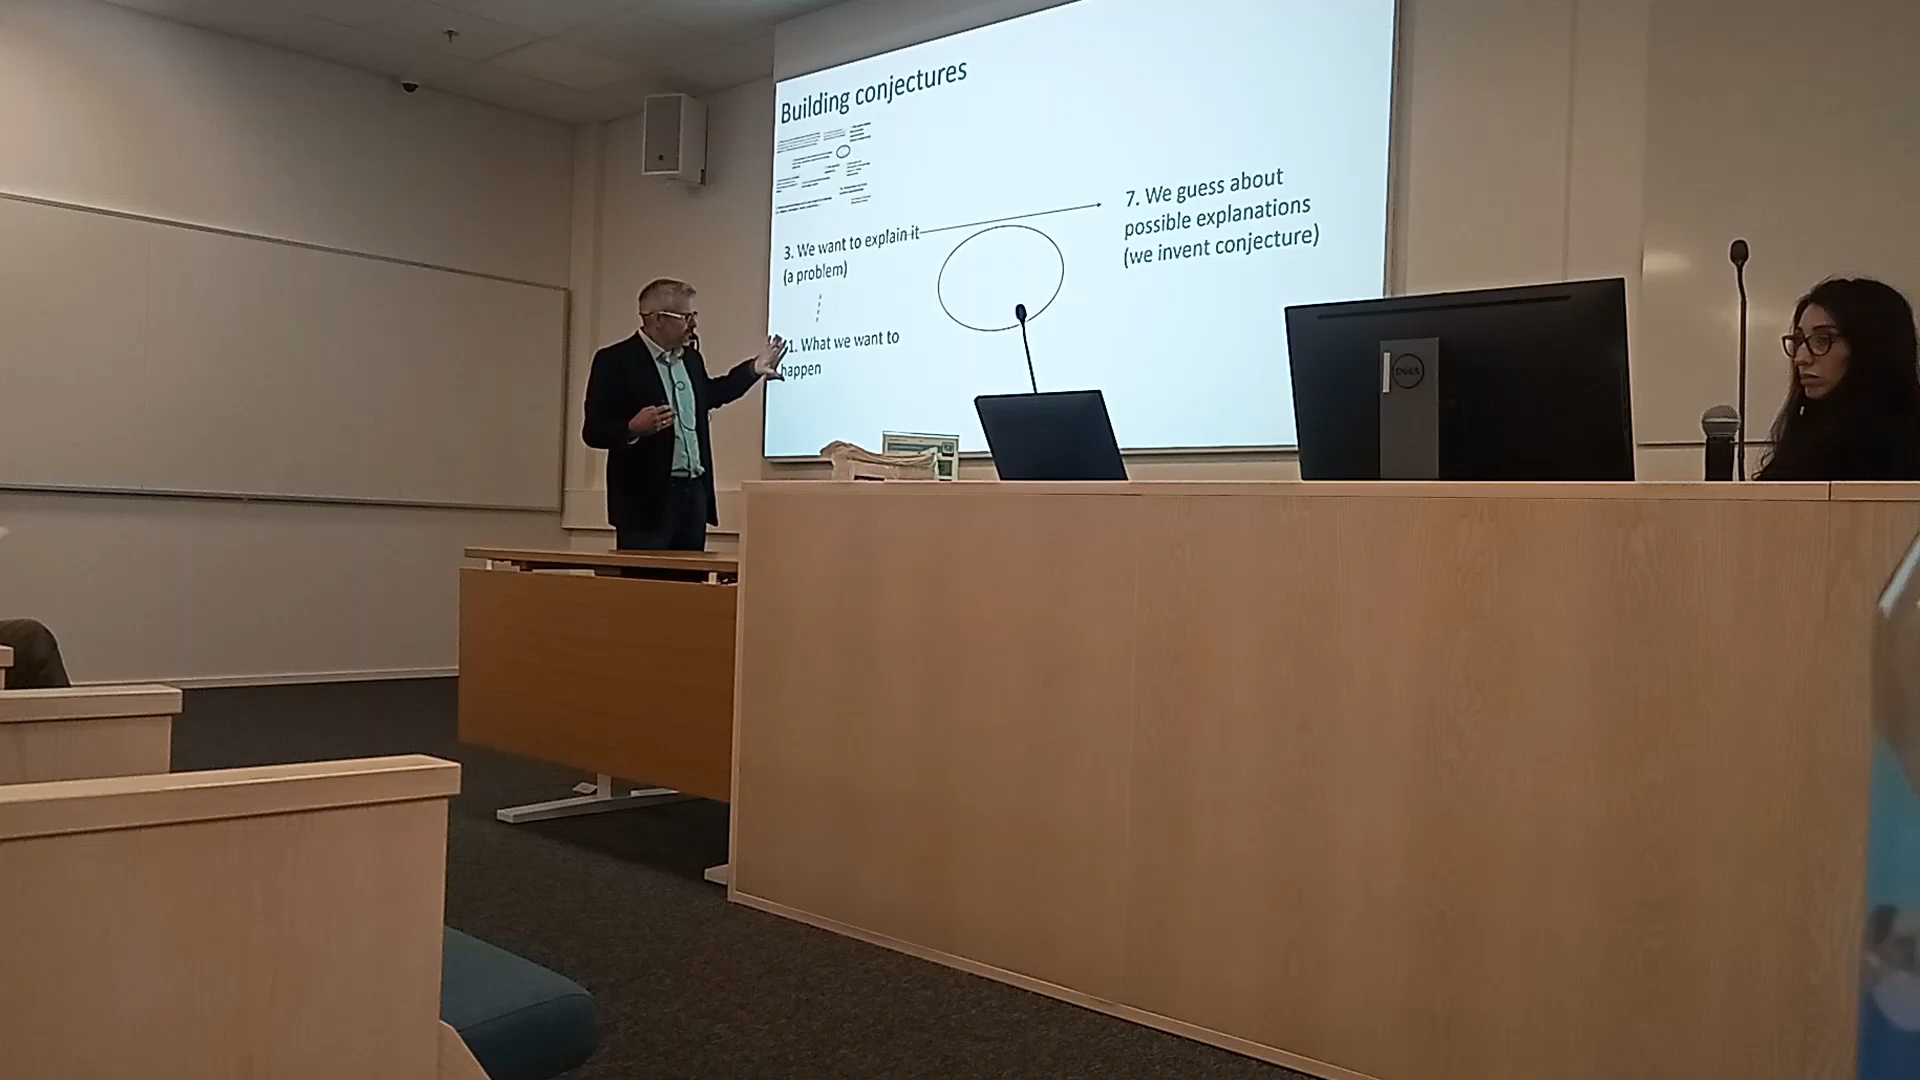 Building conjectures
3. We want to explain it
(a problem)
1. What we want to
happen
7. We guess about
possible explanations
(we invent conjecture)
DELL